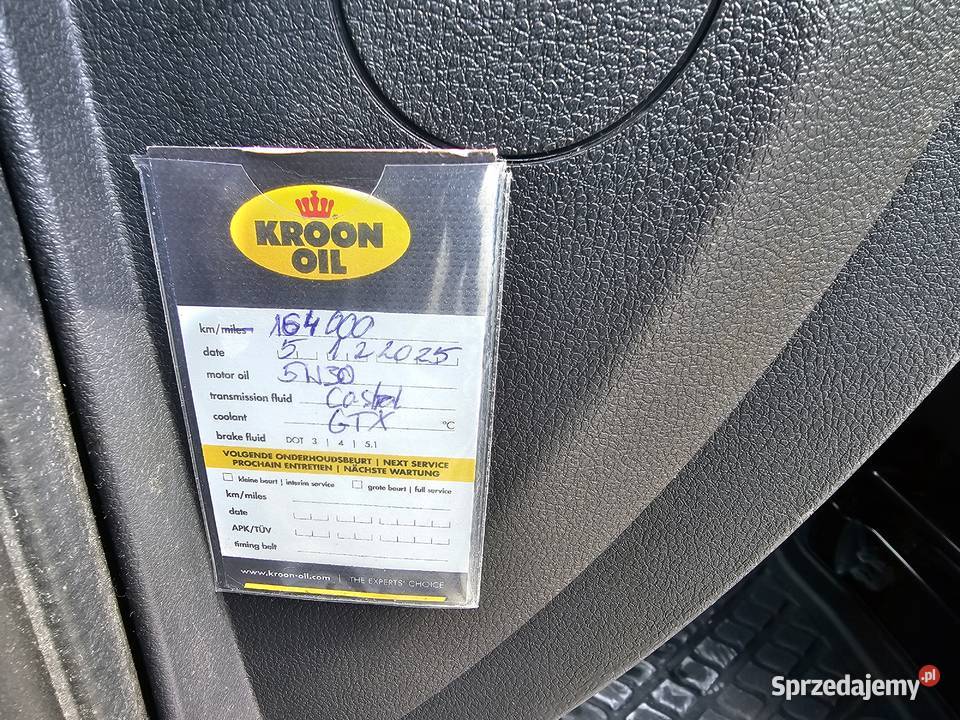 KROON
OIL
km/miles 164000
date 5 12 2025
motor oil 5W30
transmission fluid Castrol
coolant GTX °C
brake fluid DOT 3 | 4 | 5.1
VOLGENDE ONDERHOUDSBEURT | NEXT SERVICE
PROCHAIN ENTRETIEN | NÄCHSTE WARTUNG
kleine beurt | interim service grote beurt | full service
km/miles
date
APK/TÜV
timing belt
www.kroon-oil.com | THE EXPERTS' CHOICE
Sprzedajemy.pl